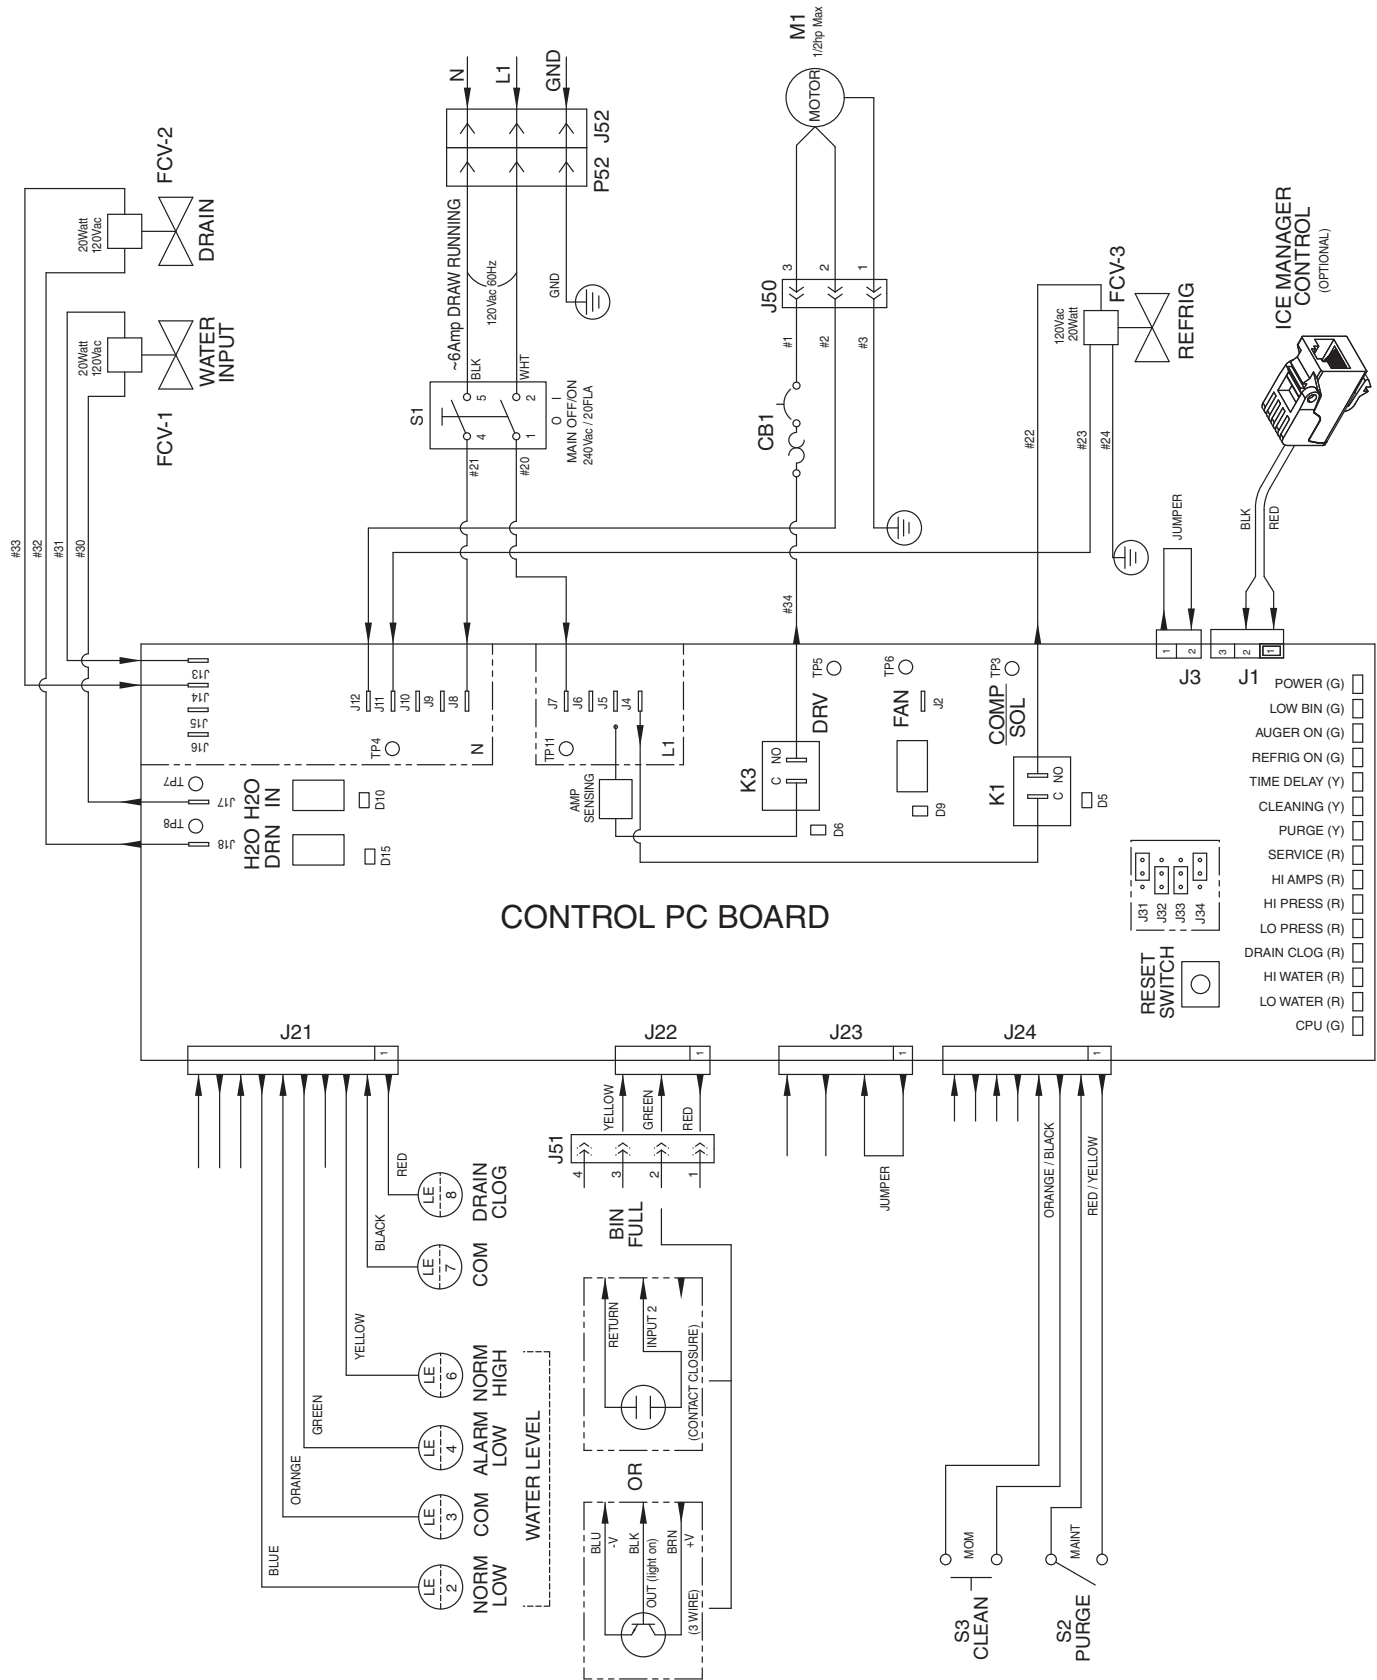 #33
#32
#31
#30
20Watt
120Vac
FCV-2
DRAIN
20Watt
120Vac
FCV-1
WATER
INPUT
N
L1
GND
P52
J52
~6Amp DRAW RUNNING
120Vac 60Hz
GND
S1
BLK
WHT
5
4
2
1
O
I
MAIN OFF/ON
240Vac / 20FLA
#21
#20
M1
1/2hp Max
MOTOR
J50
3
2
1
#1
#2
#3
CB1
#34
#22
#23
#24
120Vac
20Watt
FCV-3
REFRIG
ICE MANAGER
CONTROL
(OPTIONAL)
BLK
RED
JUMPER
1
2
J3
3
2
1
J1
J13
J14
J15
J16
TP7
J17
TP8
J18
H2O
IN
H2O
DRN
D10
D15
J12
J11
J10
J9
J8
TP4
N
J7
J6
J5
J4
TP11
L1
AMP
SENSING
K3
C
NO
D6
DRV
TP5
FAN
TP6
J2
D9
COMP
SOL
TP3
K1
C
NO
D5
CONTROL PC BOARD
J31
J32
J33
J34
RESET
SWITCH
POWER (G)
LOW BIN (G)
AUGER ON (G)
REFRIG ON (G)
TIME DELAY (Y)
CLEANING (Y)
PURGE (Y)
SERVICE (R)
HI AMPS (R)
HI PRESS (R)
LO PRESS (R)
DRAIN CLOG (R)
HI WATER (R)
LO WATER (R)
CPU (G)
J21
1
J22
1
J23
1
J24
1
YELLOW
GREEN
RED
J51
4
3
2
1
BIN
FULL
JUMPER
ORANGE / BLACK
RED / YELLOW
RED
BLACK
YELLOW
GREEN
ORANGE
BLUE
LE
8
DRAIN
CLOG
LE
7
COM
LE
6
NORM
HIGH
LE
4
ALARM
LOW
LE
3
COM
LE
2
NORM
LOW
WATER LEVEL
RETURN
INPUT 2
(CONTACT CLOSURE)
OR
BLU
-V
BLK
OUT (light on)
BRN
+V
(3 WIRE)
MOM
S3
CLEAN
MAINT
S2
PURGE